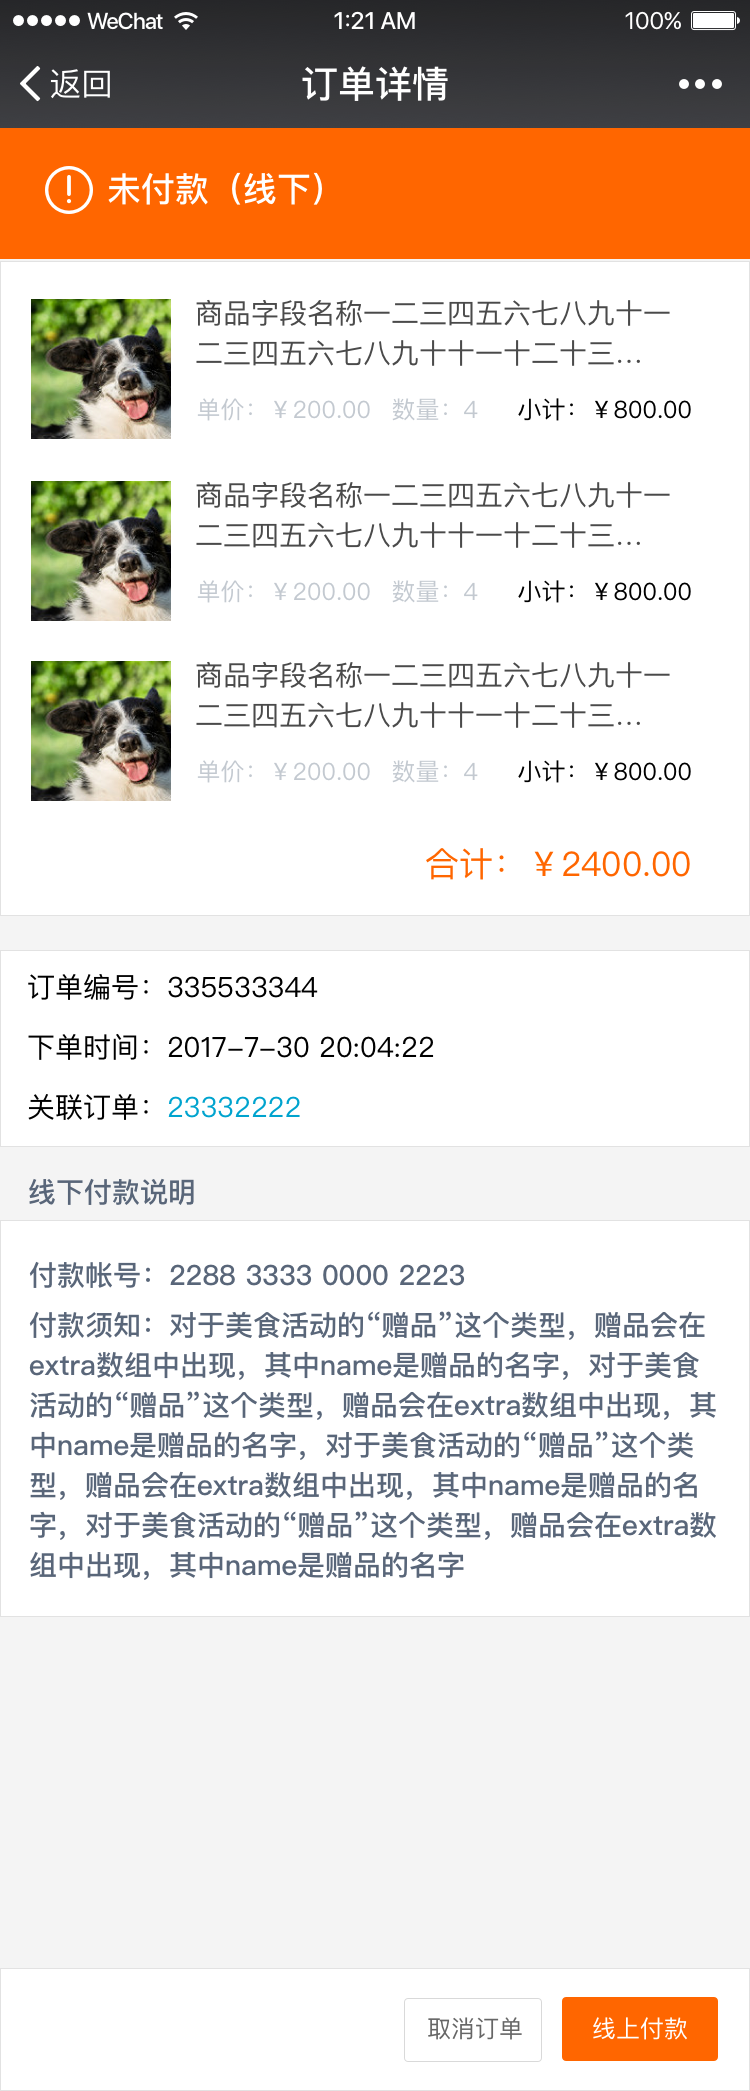 WeChat 1:21 AM 100%
返回 订单详情
未付款（线下）
商品字段名称一二三四五六七八九十一
二三四五六七八九十十一十二十三...
单价：￥200.00 数量：4 小计：￥800.00
商品字段名称一二三四五六七八九十一
二三四五六七八九十十一十二十三...
单价：￥200.00 数量：4 小计：￥800.00
商品字段名称一二三四五六七八九十一
二三四五六七八九十十一十二十三...
单价：￥200.00 数量：4 小计：￥800.00
合计：￥2400.00
订单编号：335533344
下单时间：2017-7-30 20:04:22
关联订单：23332222
线下付款说明
付款帐号：2288 3333 0000 2223
付款须知：对于美食活动的“赠品”这个类型，赠品会在
extra数组中出现，其中name是赠品的名字，对于美食
活动的“赠品”这个类型，赠品会在extra数组中出现，其
中name是赠品的名字，对于美食活动的“赠品”这个类
型，赠品会在extra数组中出现，其中name是赠品的名
字，对于美食活动的“赠品”这个类型，赠品会在extra数
组中出现，其中name是赠品的名字
取消订单 线上付款